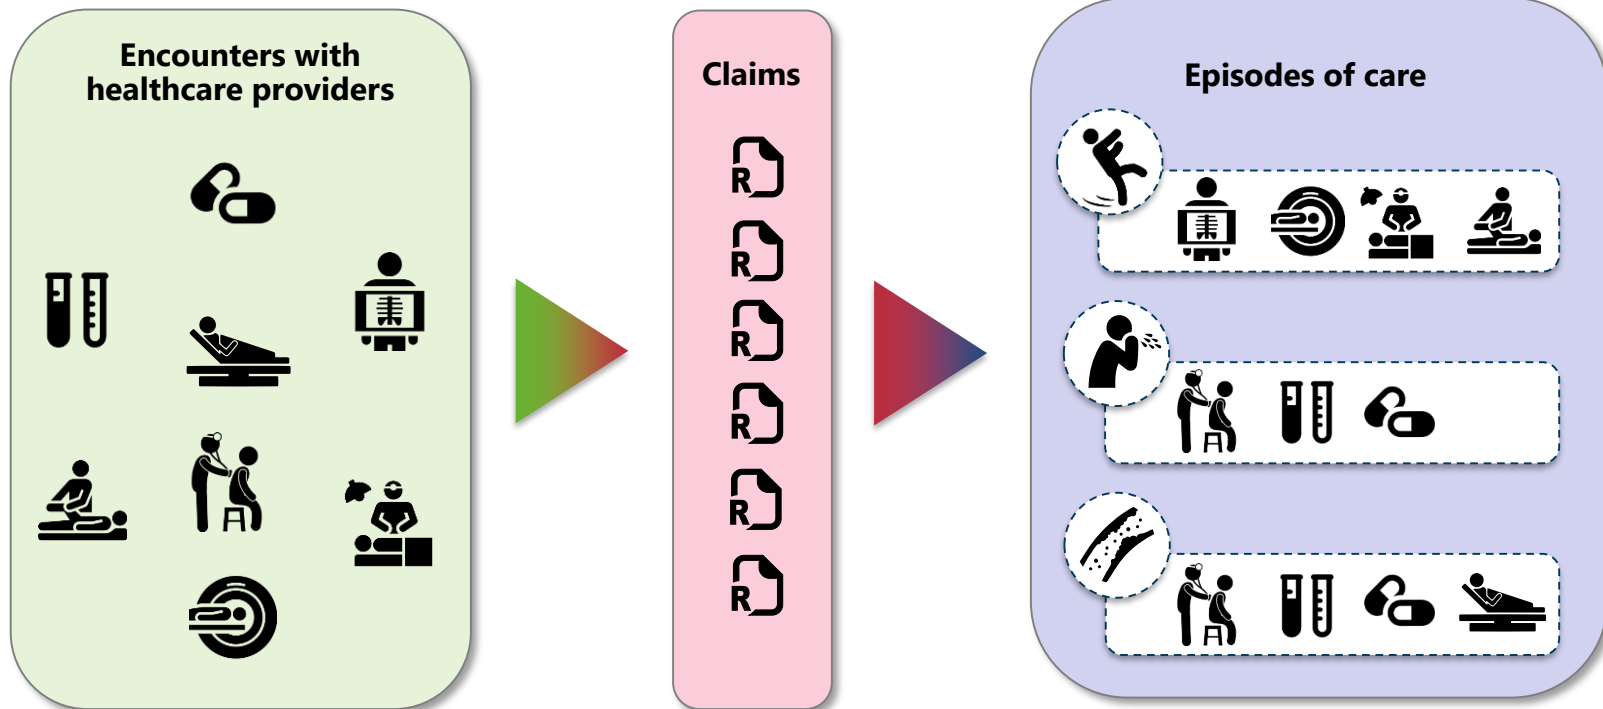 Encounters with
healthcare providers
Claims
R
R
R
R
R
R
Episodes of care